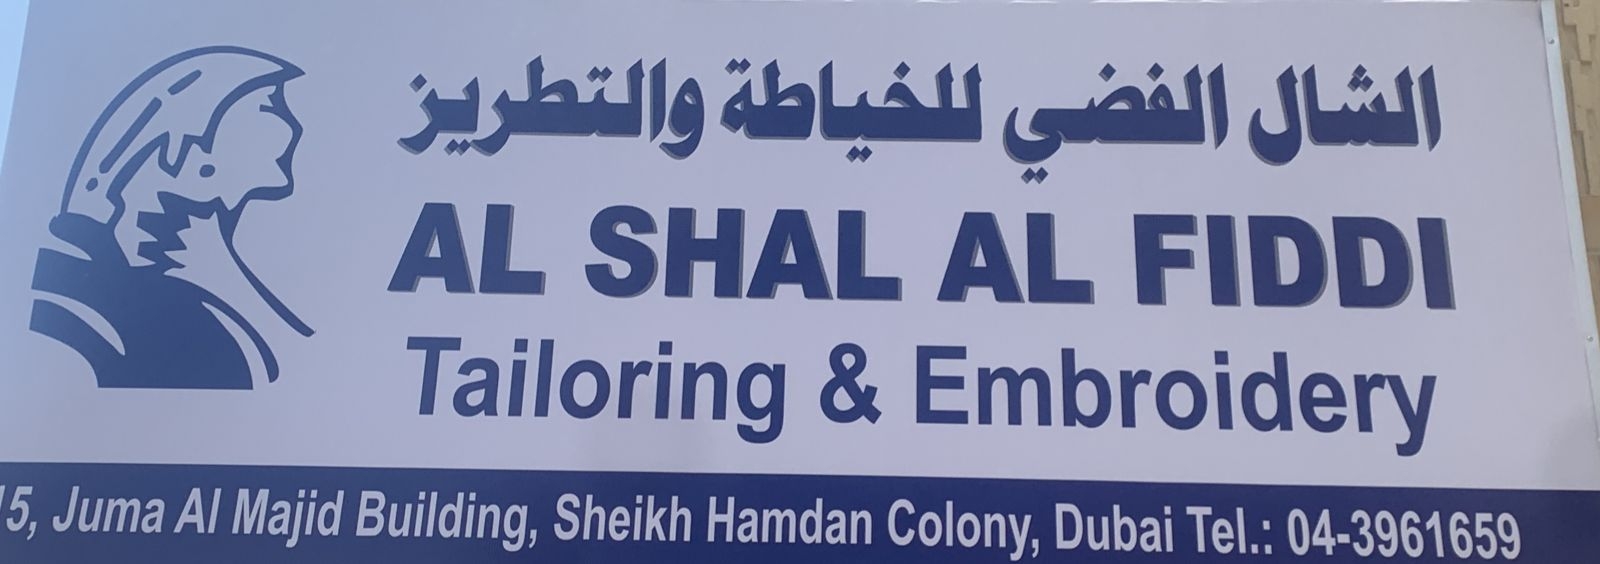 الشال الفضي للخياطة والتطريز
AL SHAL AL FIDDI
Tailoring & Embroidery
15, Juma Al Majid Building, Sheikh Hamdan Colony, Dubai Tel.: 04-3961659